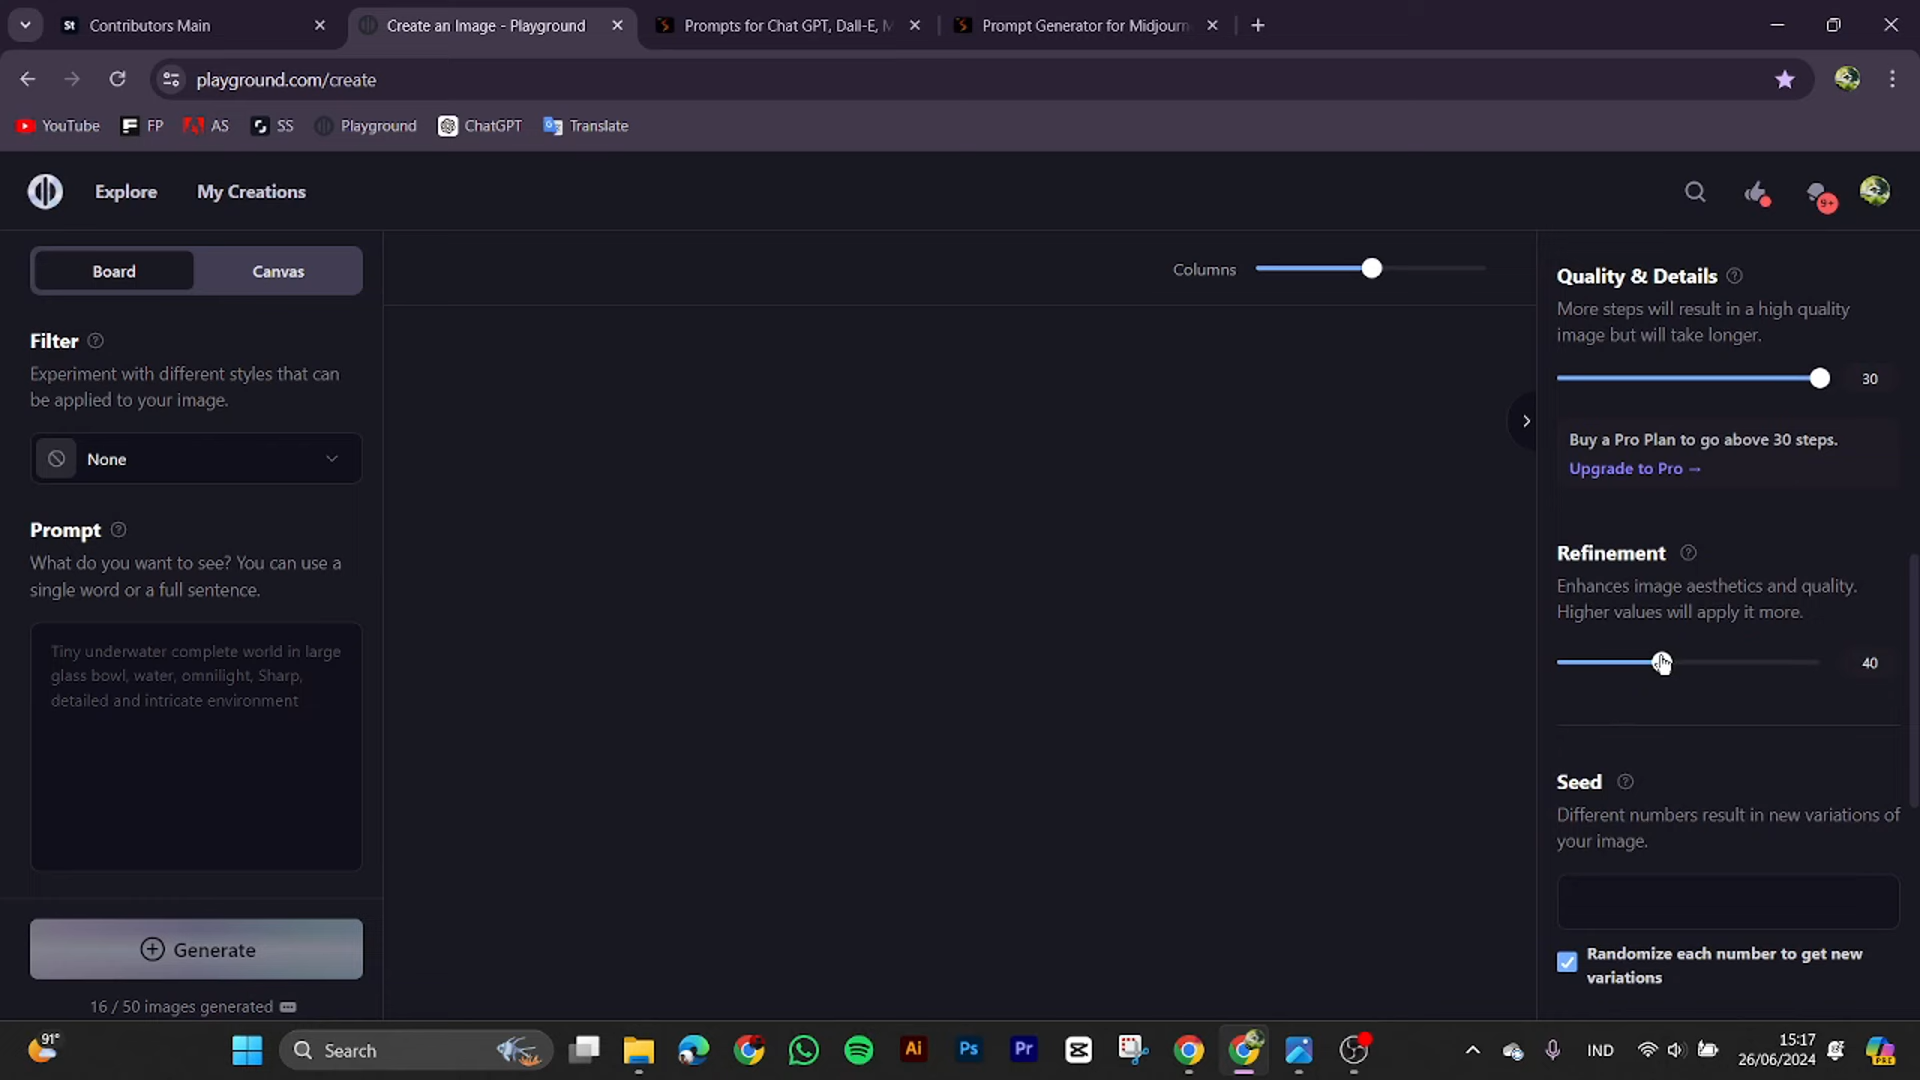 St Contributors Main
Create an Image - Playground
Prompts for Chat GPT, Dall-E, M
Prompt Generator for Midjourn
playground.com/create
YouTube
FP
AS
SS
Playground
ChatGPT
Translate
Explore
My Creations
9+
Board
Canvas
Columns
Filter
Experiment with different styles that can
be applied to your image.
None
Prompt
What do you want to see? You can use a
single word or a full sentence.
Tiny underwater complete world in large
glass bowl, water, omnilight, Sharp,
detailed and intricate environment
Generate
16 / 50 images generated
Quality & Details
More steps will result in a high quality
image but will take longer.
30
Buy a Pro Plan to go above 30 steps.
Upgrade to Pro →
Refinement
Enhances image aesthetics and quality.
Higher values will apply it more.
40
Seed
Different numbers result in new variations of
your image.
Randomize each number to get new
variations
91°
Search
Ai
Ps
Pr
IND
15:17
26/06/2024
PRE